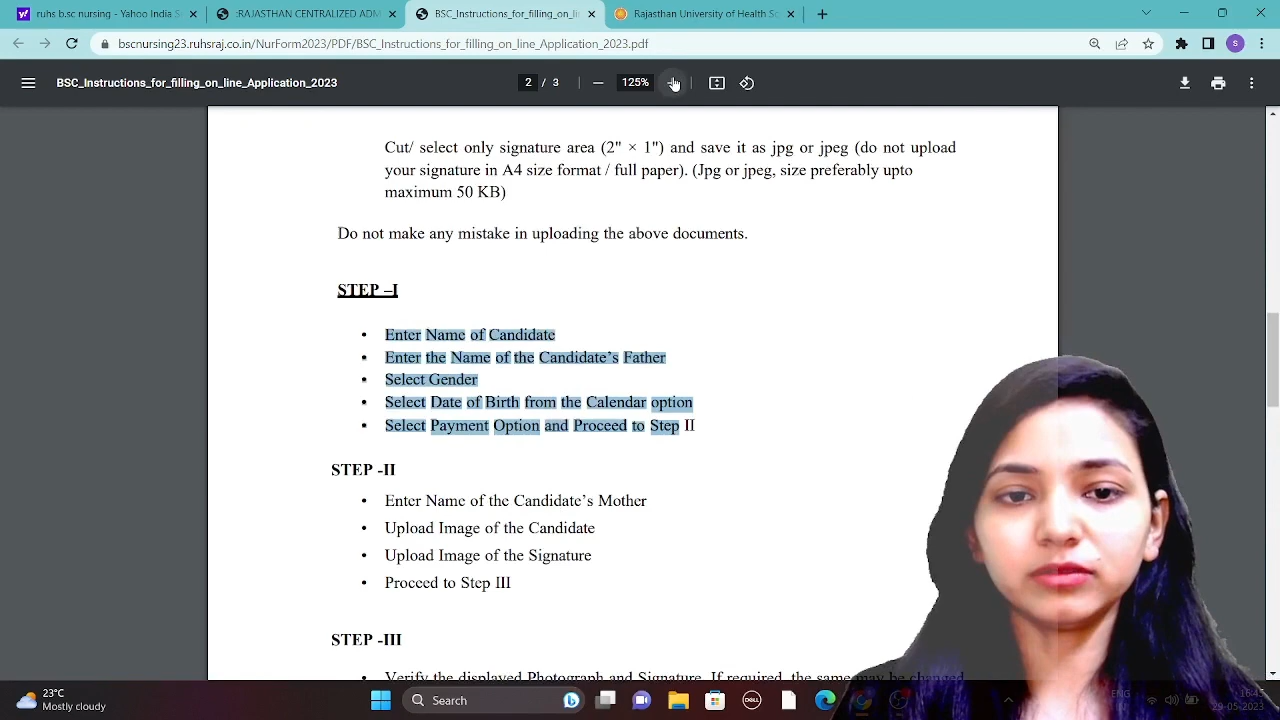 ruhs b.sc nursing - Yahoo India S
:RAJASTHAN CENTRALIZED ADM
BSC_Instructions_for_filling_on_li
Rajasthan University of Health Sc
bscnursing23.ruhsraj.co.in/NurForm2023/PDF/BSC_Instructions_for_filling_on_line_Application_2023.pdf
S
BSC_Instructions_for_filling_on_line_Application_2023
2 / 3
125%
Cut/ select only signature area (2" × 1") and save it as jpg or jpeg (do not upload
your signature in A4 size format / full paper). (Jpg or jpeg, size preferably upto
maximum 50 KB)
Do not make any mistake in uploading the above documents.
STEP –I
• Enter Name of Candidate
• Enter the Name of the Candidate’s Father
• Select Gender
• Select Date of Birth from the Calendar option
• Select Payment Option and Proceed to Step II
STEP -II
• Enter Name of the Candidate’s Mother
• Upload Image of the Candidate
• Upload Image of the Signature
• Proceed to Step III
STEP -III
• Verify the displayed Photograph and Signature. If required, the same may be changed
23°C
Mostly cloudy
Search
DELL
ENG
16:45
29-05-2023